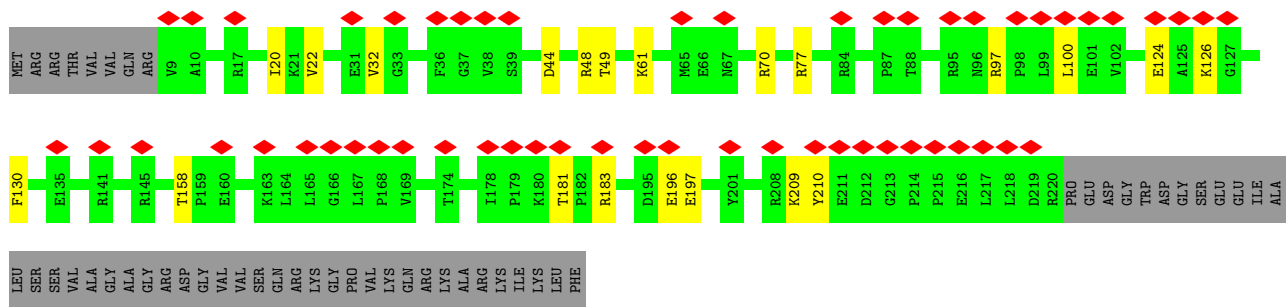 MET ARG ARG THR VAL VAL GLN ARG V9 A10 R17 I20 K21 V22 E31 V32 G33 F36 G37 V38 S39 D44 R48 T49 K61 M65 E66 N67 R70 R77 R84 P87 T88 R95 N96 R97 P98 L99 L100 E101 V102 E124 A125 K126 G127
F130 E135 R141 R145 T158 P159 E160 K163 L164 L165 G166 L167 P168 V169 T174 I178 P179 K180 T181 P182 R183 D195 E196 E197 Y201 R208 K209 Y210 E211 D212 G213 P214 P215 E216 L217 L218 D219 R220 PRO GLU ASP GLY TRP ASP GLY SER GLU GLU ILE ALA
LEU SER SER VAL ALA GLY ALA GLY ARG ASP GLY VAL VAL SER GLN ARG LYS GLY PRO VAL LYS GLN ARG LYS ALA ARG LYS ILE LYS LEU PHE